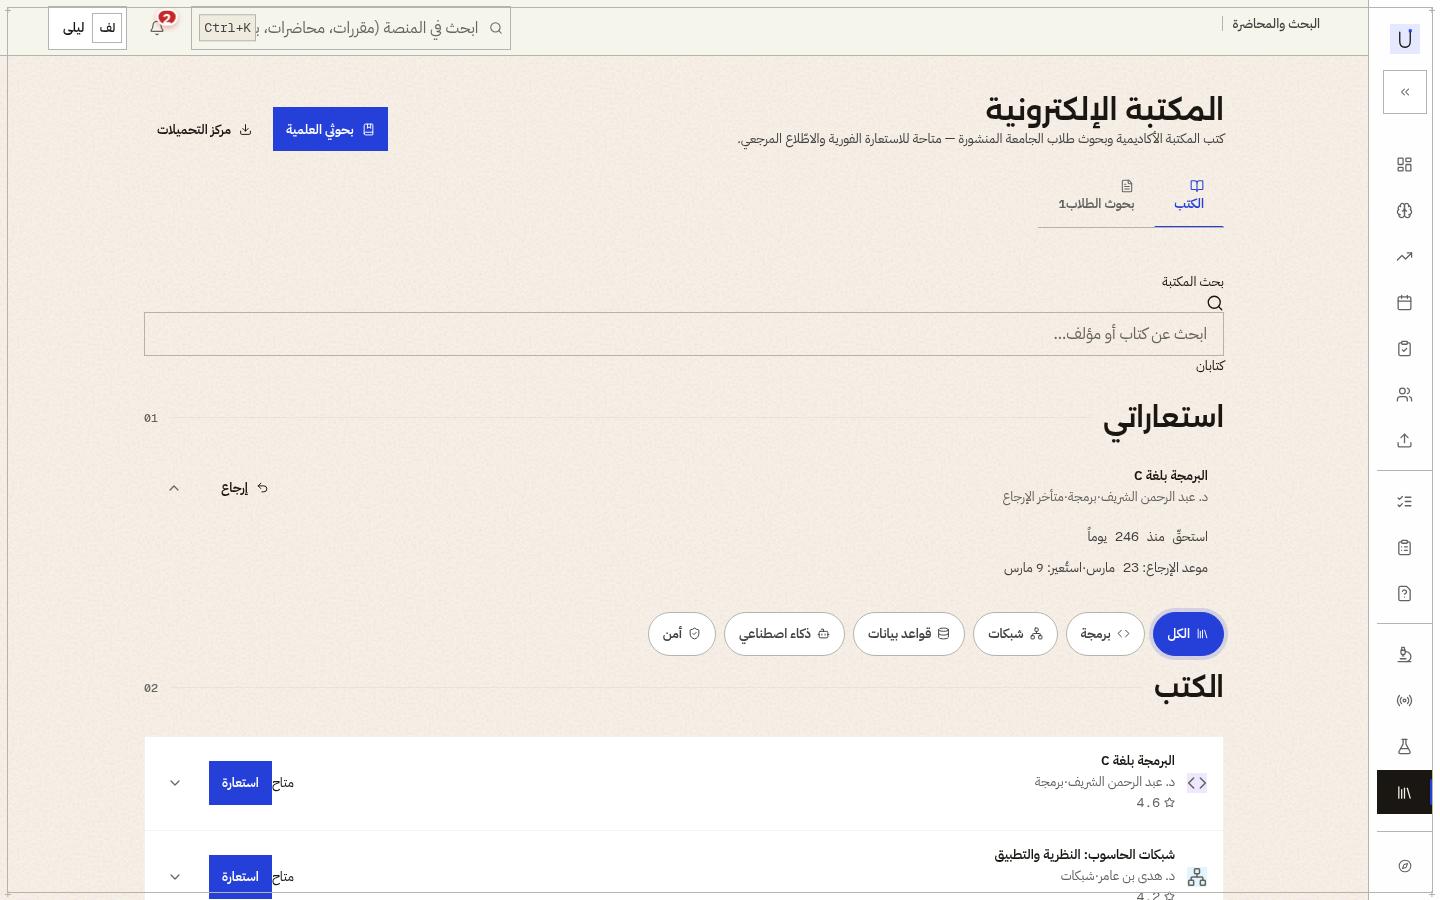 البحث والمحاضرة
ابحث في المنصة (مقررات، محاضرات، ب
Ctrl+K
2
لف
ليلى
المكتبة الإلكترونية
كتب المكتبة الأكاديمية وبحوث طلاب الجامعة المنشورة — متاحة للاستعارة الفورية والاطّلاع المرجعي.
بحوثي العلمية
مركز التحميلات
الكتب
بحوث الطلاب1
بحث المكتبة
ابحث عن كتاب أو مؤلف...
كتابان
استعاراتي
01
البرمجة بلغة C
د. عبد الرحمن الشريف·برمجة·متأخر الإرجاع
إرجاع
استحقّ منذ 246 يوماً
موعد الإرجاع: 23 مارس·استُعير: 9 مارس
الكل
برمجة
شبكات
قواعد بيانات
ذكاء اصطناعي
أمن
الكتب
02
البرمجة بلغة C
د. عبد الرحمن الشريف·برمجة
4.6
متاح
استعارة
شبكات الحاسوب: النظرية والتطبيق
د. هدى بن عامر·شبكات
4.2
متاح
استعارة